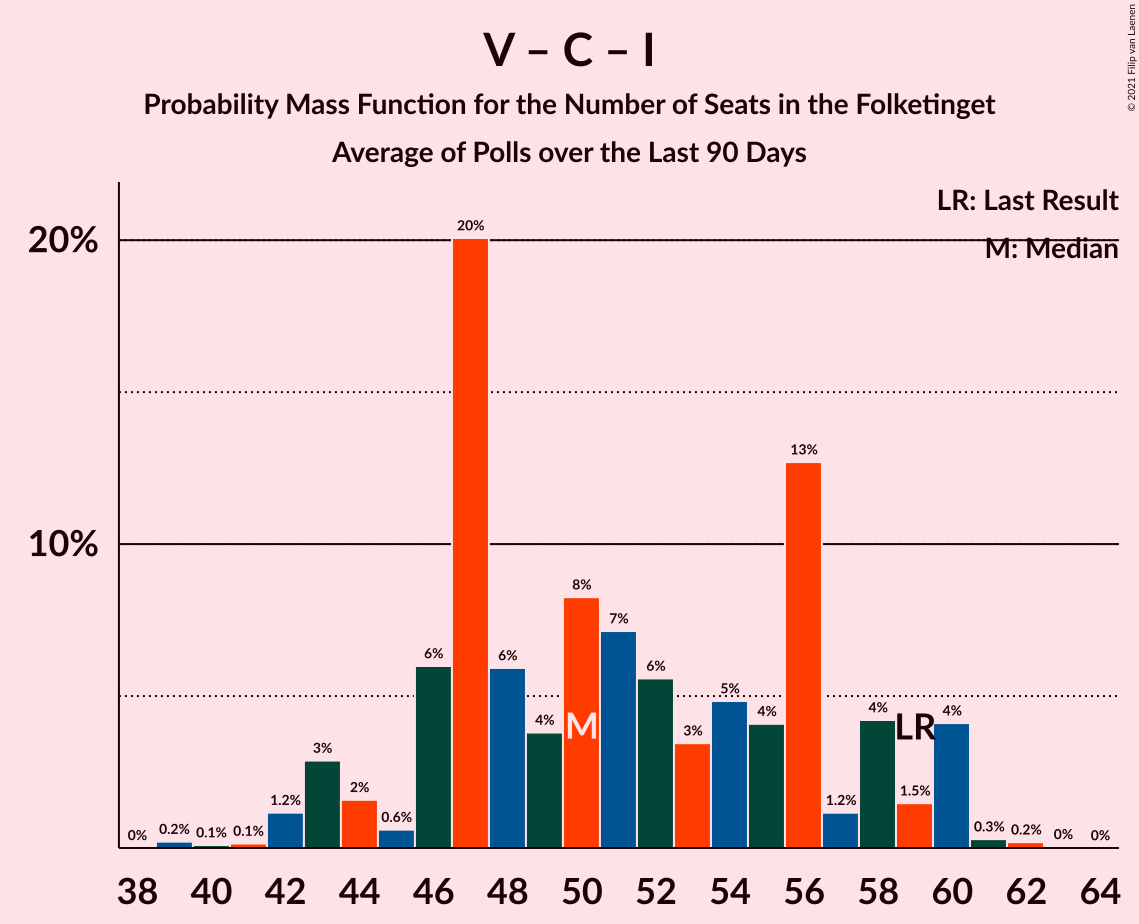 V – C – I
Probability Mass Function for the Number of Seats in the Folketinget
Average of Polls over the Last 90 Days
© 2021 Filip van Laenen
LR: Last Result
M: Median
20%
10%
0% 0.2% 0.1% 0.1% 1.2% 3% 2% 0.6% 6% 20% 6% 4% 8% 7% 6% 3% 5% 4% 13% 1.2% 4% 1.5% 4% 0.3% 0.2% 0% 0%
M LR
38 40 42 44 46 48 50 52 54 56 58 60 62 64